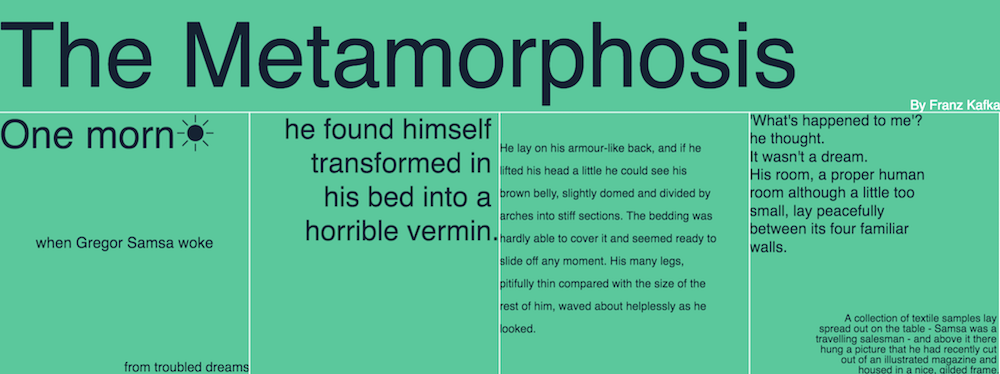 The Metamorphosis
By Franz Kafka
One morn☀
when Gregor Samsa woke
from troubled dreams
he found himself
transformed in
his bed into a
horrible vermin.
He lay on his armour-like back, and if he
lifted his head a little he could see his
brown belly, slightly domed and divided by
arches into stiff sections. The bedding was
hardly able to cover it and seemed ready to
slide off any moment. His many legs,
pitifully thin compared with the size of the
rest of him, waved about helplessly as he
looked.
'What's happened to me'?
he thought.
It wasn't a dream.
His room, a proper human
room although a little too
small, lay peacefully
between its four familiar
walls.
A collection of textile samples lay
spread out on the table - Samsa was a
travelling salesman - and above it there
hung a picture that he had recently cut
out of an illustrated magazine and
housed in a nice, gilded frame